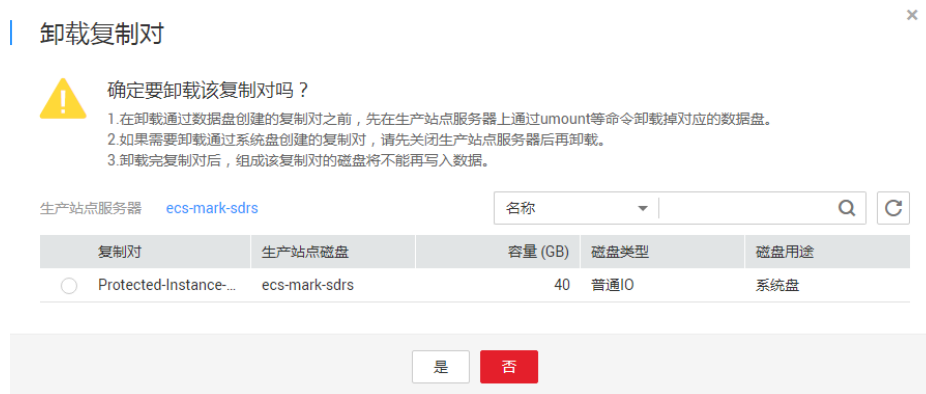 卸载复制对
确定要卸载该复制对吗？
1.在卸载通过数据盘创建的复制对之前，先在生产站点服务器上通过umount等命令卸载掉对应的数据盘。
2.如果需要卸载通过系统盘创建的复制对，请先关闭生产站点服务器后再卸载。
3.卸载完复制对后，组成该复制对的磁盘将不能再写入数据。
生产站点服务器 ecs-mark-sdrs 名称
复制对 生产站点磁盘 容量 (GB) 磁盘类型 磁盘用途
Protected-Instance-... ecs-mark-sdrs 40 普通IO 系统盘
是 否